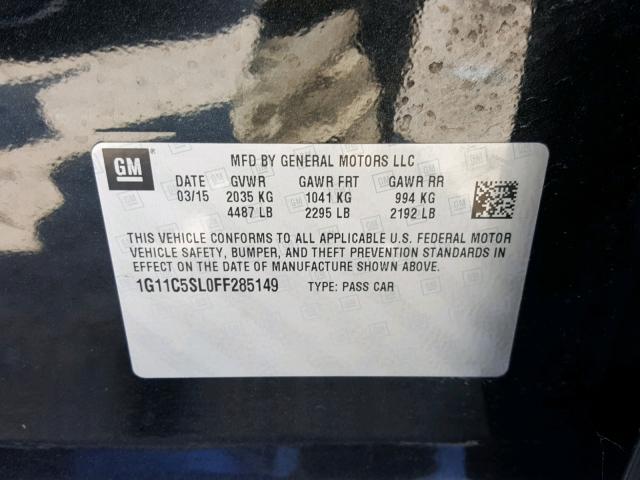 GM
MFD BY GENERAL MOTORS LLC
DATE GVWR GAWR FRT GAWR RR
03/15 2035 KG 1041 KG 994 KG
4487 LB 2295 LB 2192 LB
THIS VEHICLE CONFORMS TO ALL APPLICABLE U.S. FEDERAL MOTOR
VEHICLE SAFETY, BUMPER, AND THEFT PREVENTION STANDARDS IN
EFFECT ON THE DATE OF MANUFACTURE SHOWN ABOVE.
1G11C5SL0FF285149 TYPE: PASS CAR